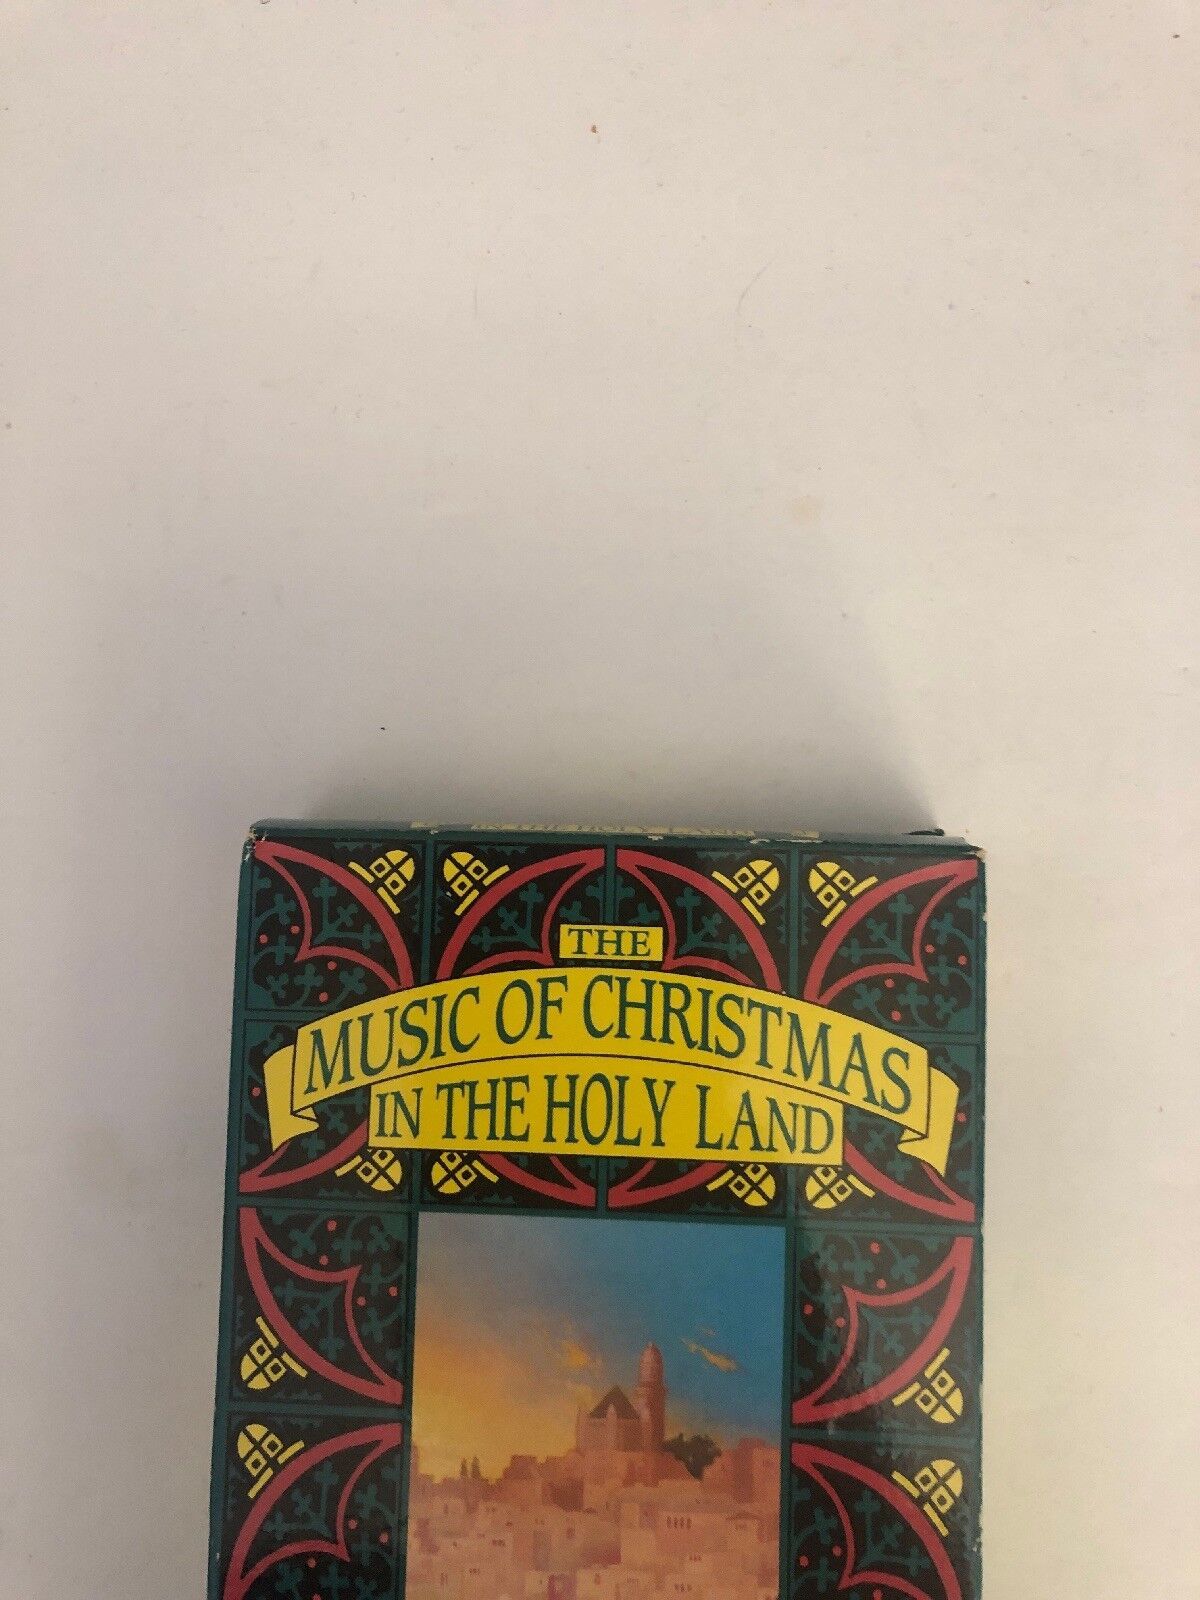 THE
MUSIC OF CHRISTMAS
IN THE HOLY LAND